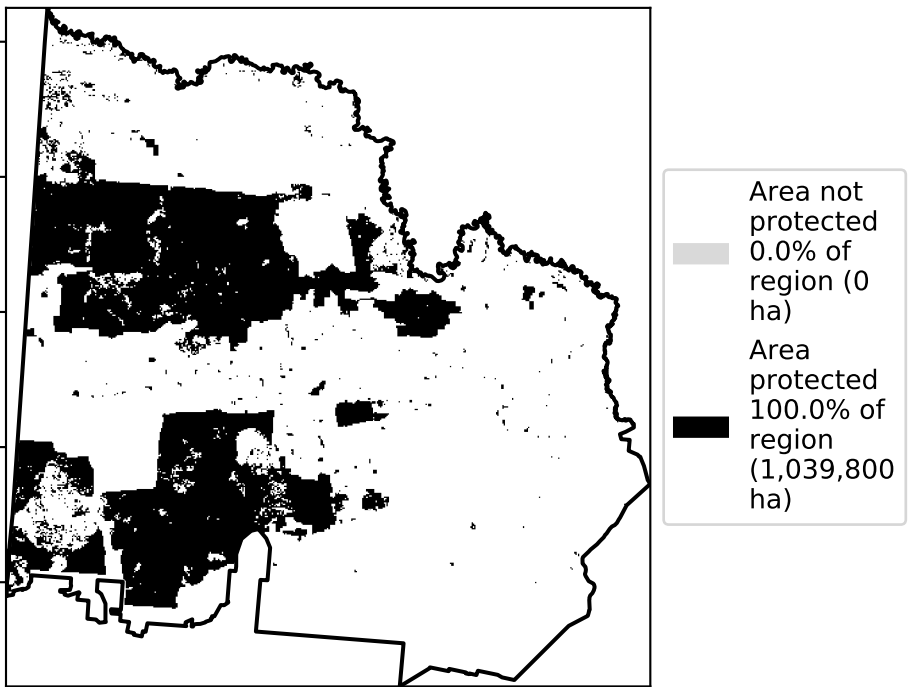 Area not
protected
0.0% of
region (0
ha)
Area
protected
100.0% of
region
(1,039,800
ha)